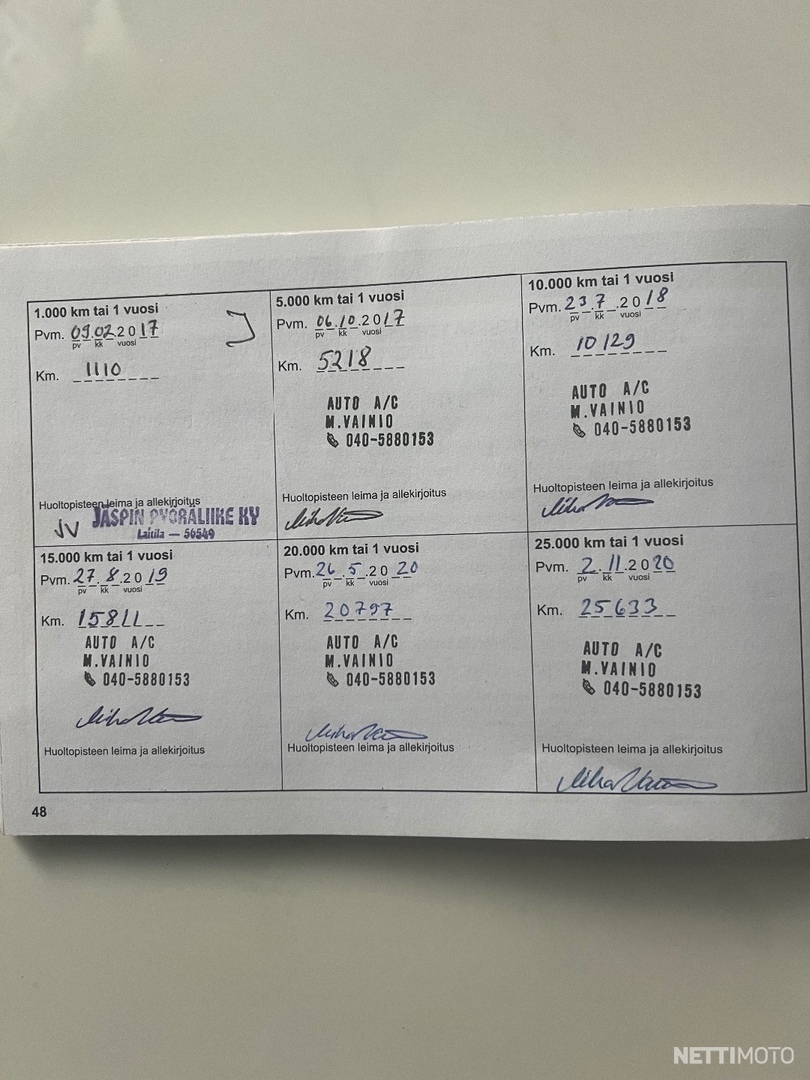 1.000 km tai 1 vuosi
Pvm. 09.02.2017
pv kk vuosi
Km. 1110
Huoltopisteen leima ja allekirjoitus
JV JASPIN PYÖRÄLIIKE KY
Laitila — 56549
5.000 km tai 1 vuosi
Pvm. 06.10.2017
pv kk vuosi
Km. 5218
AUTO A/C
M.VAINIO
040-5880153
Huoltopisteen leima ja allekirjoitus
10.000 km tai 1 vuosi
Pvm. 23.7.2018
pv kk vuosi
Km. 10129
AUTO A/C
M.VAINIO
040-5880153
Huoltopisteen leima ja allekirjoitus
15.000 km tai 1 vuosi
Pvm. 27.8.2019
pv kk vuosi
Km. 15811
AUTO A/C
M.VAINIO
040-5880153
Huoltopisteen leima ja allekirjoitus
20.000 km tai 1 vuosi
Pvm. 26.5.2020
pv kk vuosi
Km. 20797
AUTO A/C
M.VAINIO
040-5880153
Huoltopisteen leima ja allekirjoitus
25.000 km tai 1 vuosi
Pvm. 2.11.2020
pv kk vuosi
Km. 25633
AUTO A/C
M.VAINIO
040-5880153
Huoltopisteen leima ja allekirjoitus
48
NETTIMOTO